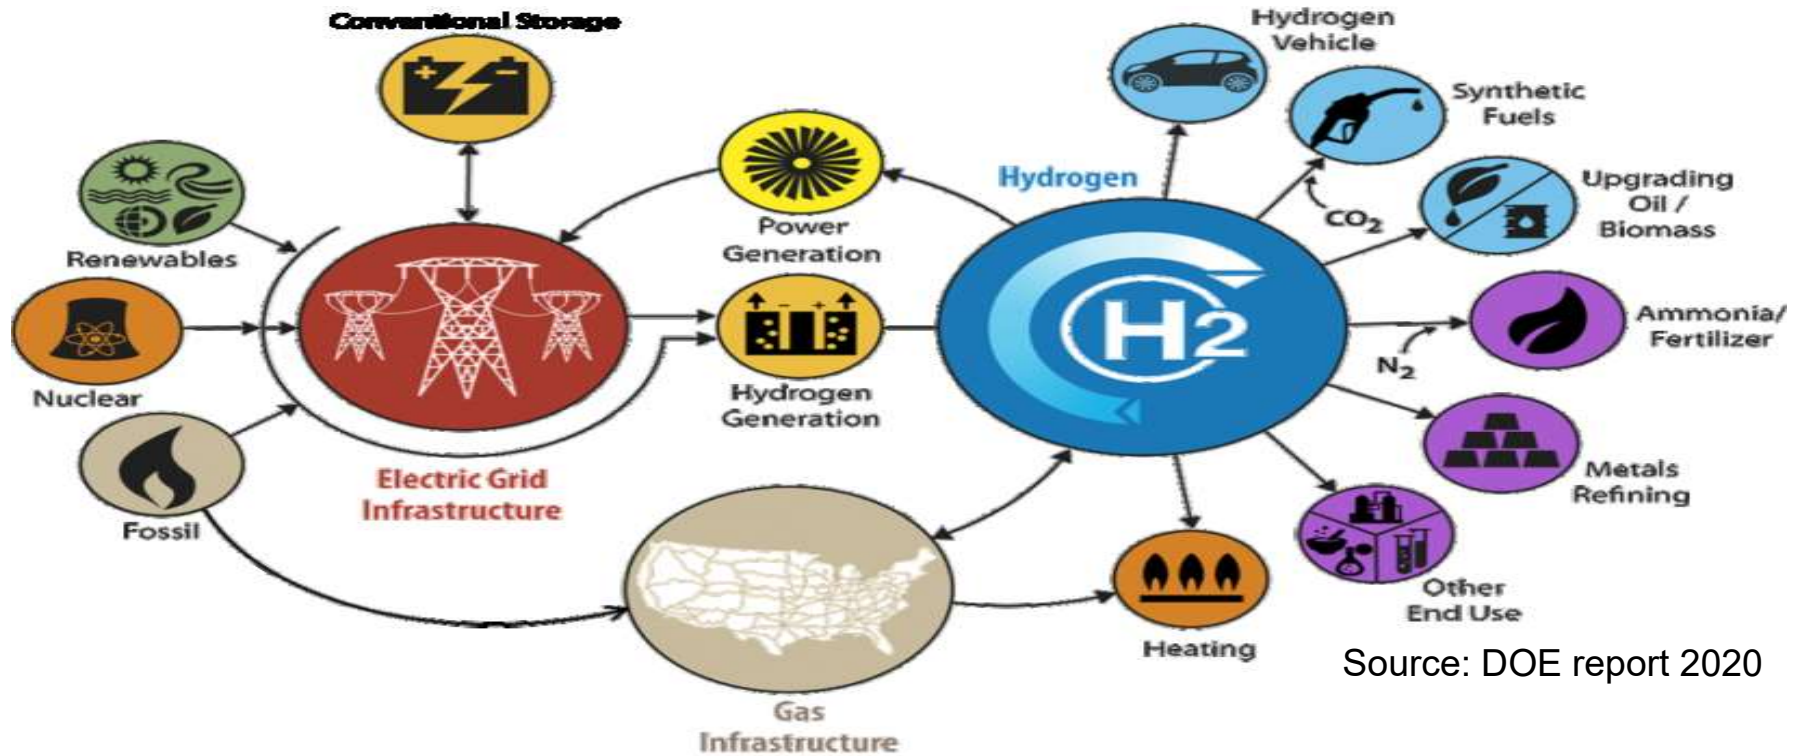 Conventional Storage
Hydrogen
Vehicle
Synthetic
Fuels
CO₂
Upgrading
Oil /
Biomass
Hydrogen
Power
Generation
Renewables
H2
Ammonia/
Fertilizer
N₂
Nuclear
Hydrogen
Generation
Electric Grid
Infrastructure
Metals
Refining
Fossil
Other
End Use
Heating
Source: DOE report 2020
Gas
Infrastructure